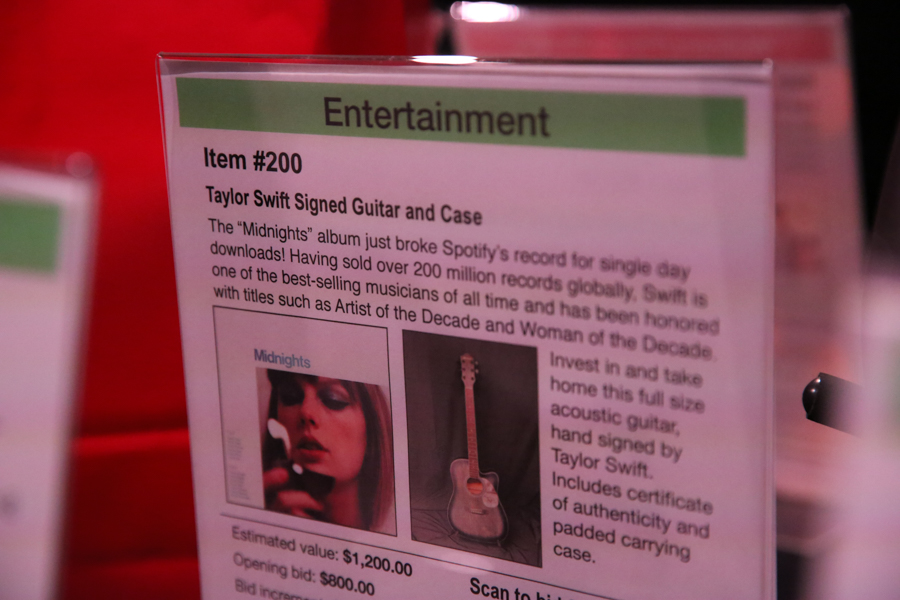 Entertainment
Item #200
Taylor Swift Signed Guitar and Case
The “Midnights” album just broke Spotify’s record for single day
downloads! Having sold over 200 million records globally, Swift is
one of the best-selling musicians of all time and has been honored
with titles such as Artist of the Decade and Woman of the Decade.
Midnights
Invest in and take
home this full size
acoustic guitar,
hand signed by
Taylor Swift.
Includes certificate
of authenticity and
padded carrying
case.
Estimated value: $1,200.00
Opening bid: $800.00
Bid
Scan to